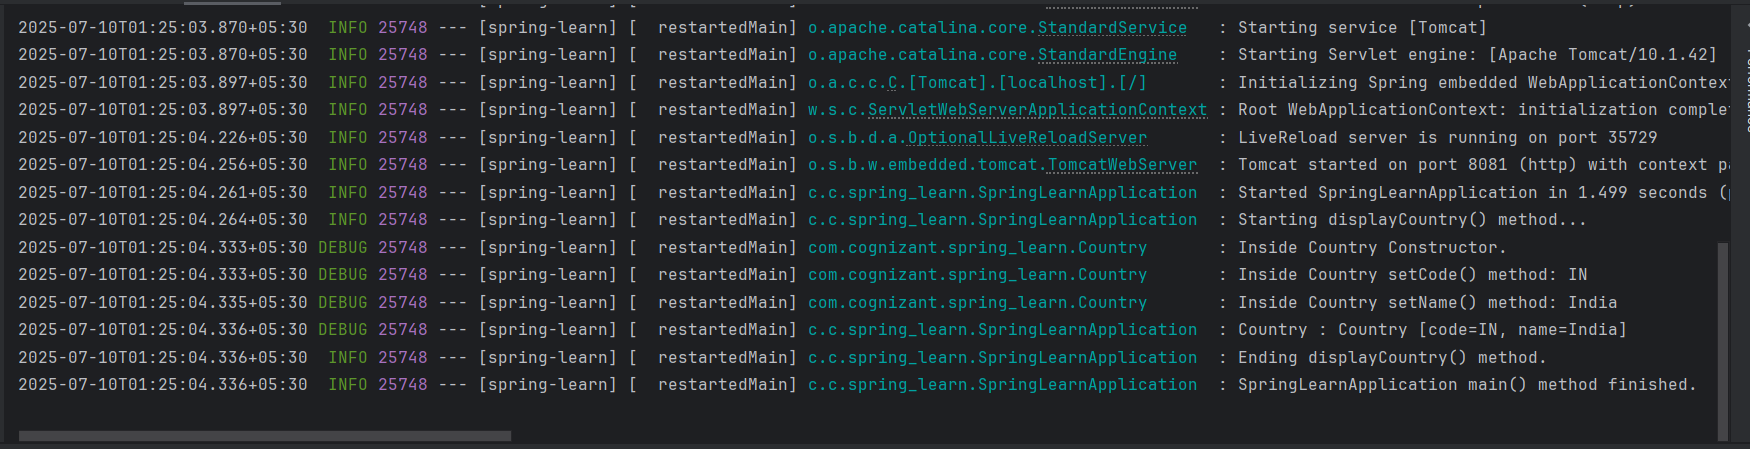 2025-07-10T01:25:03.870+05:30  INFO 25748 --- [spring-learn] [  restartedMain] o.apache.catalina.core.StandardService   : Starting service [Tomcat]
2025-07-10T01:25:03.870+05:30  INFO 25748 --- [spring-learn] [  restartedMain] o.apache.catalina.core.StandardEngine    : Starting Servlet engine: [Apache Tomcat/10.1.42]
2025-07-10T01:25:03.897+05:30  INFO 25748 --- [spring-learn] [  restartedMain] o.a.c.c.C.[Tomcat].[localhost].[/]       : Initializing Spring embedded WebApplicationContext
2025-07-10T01:25:03.897+05:30  INFO 25748 --- [spring-learn] [  restartedMain] w.s.c.ServletWebServerApplicationContext : Root WebApplicationContext: initialization comple
2025-07-10T01:25:04.226+05:30  INFO 25748 --- [spring-learn] [  restartedMain] o.s.b.d.a.OptionalLiveReloadServer       : LiveReload server is running on port 35729
2025-07-10T01:25:04.256+05:30  INFO 25748 --- [spring-learn] [  restartedMain] o.s.b.w.embedded.tomcat.TomcatWebServer  : Tomcat started on port 8081 (http) with context
2025-07-10T01:25:04.261+05:30  INFO 25748 --- [spring-learn] [  restartedMain] c.c.spring_learn.SpringLearnApplication  : Started SpringLearnApplication in 1.499 seconds
2025-07-10T01:25:04.264+05:30  INFO 25748 --- [spring-learn] [  restartedMain] c.c.spring_learn.SpringLearnApplication  : Starting displayCountry() method...
2025-07-10T01:25:04.333+05:30 DEBUG 25748 --- [spring-learn] [  restartedMain] com.cognizant.spring_learn.Country       : Inside Country Constructor.
2025-07-10T01:25:04.333+05:30 DEBUG 25748 --- [spring-learn] [  restartedMain] com.cognizant.spring_learn.Country       : Inside Country setCode() method: IN
2025-07-10T01:25:04.335+05:30 DEBUG 25748 --- [spring-learn] [  restartedMain] com.cognizant.spring_learn.Country       : Inside Country setName() method: India
2025-07-10T01:25:04.336+05:30 DEBUG 25748 --- [spring-learn] [  restartedMain] c.c.spring_learn.SpringLearnApplication  : Country : Country [code=IN, name=India]
2025-07-10T01:25:04.336+05:30  INFO 25748 --- [spring-learn] [  restartedMain] c.c.spring_learn.SpringLearnApplication  : Ending displayCountry() method.
2025-07-10T01:25:04.336+05:30  INFO 25748 --- [spring-learn] [  restartedMain] c.c.spring_learn.SpringLearnApplication  : SpringLearnApplication main() method finished.